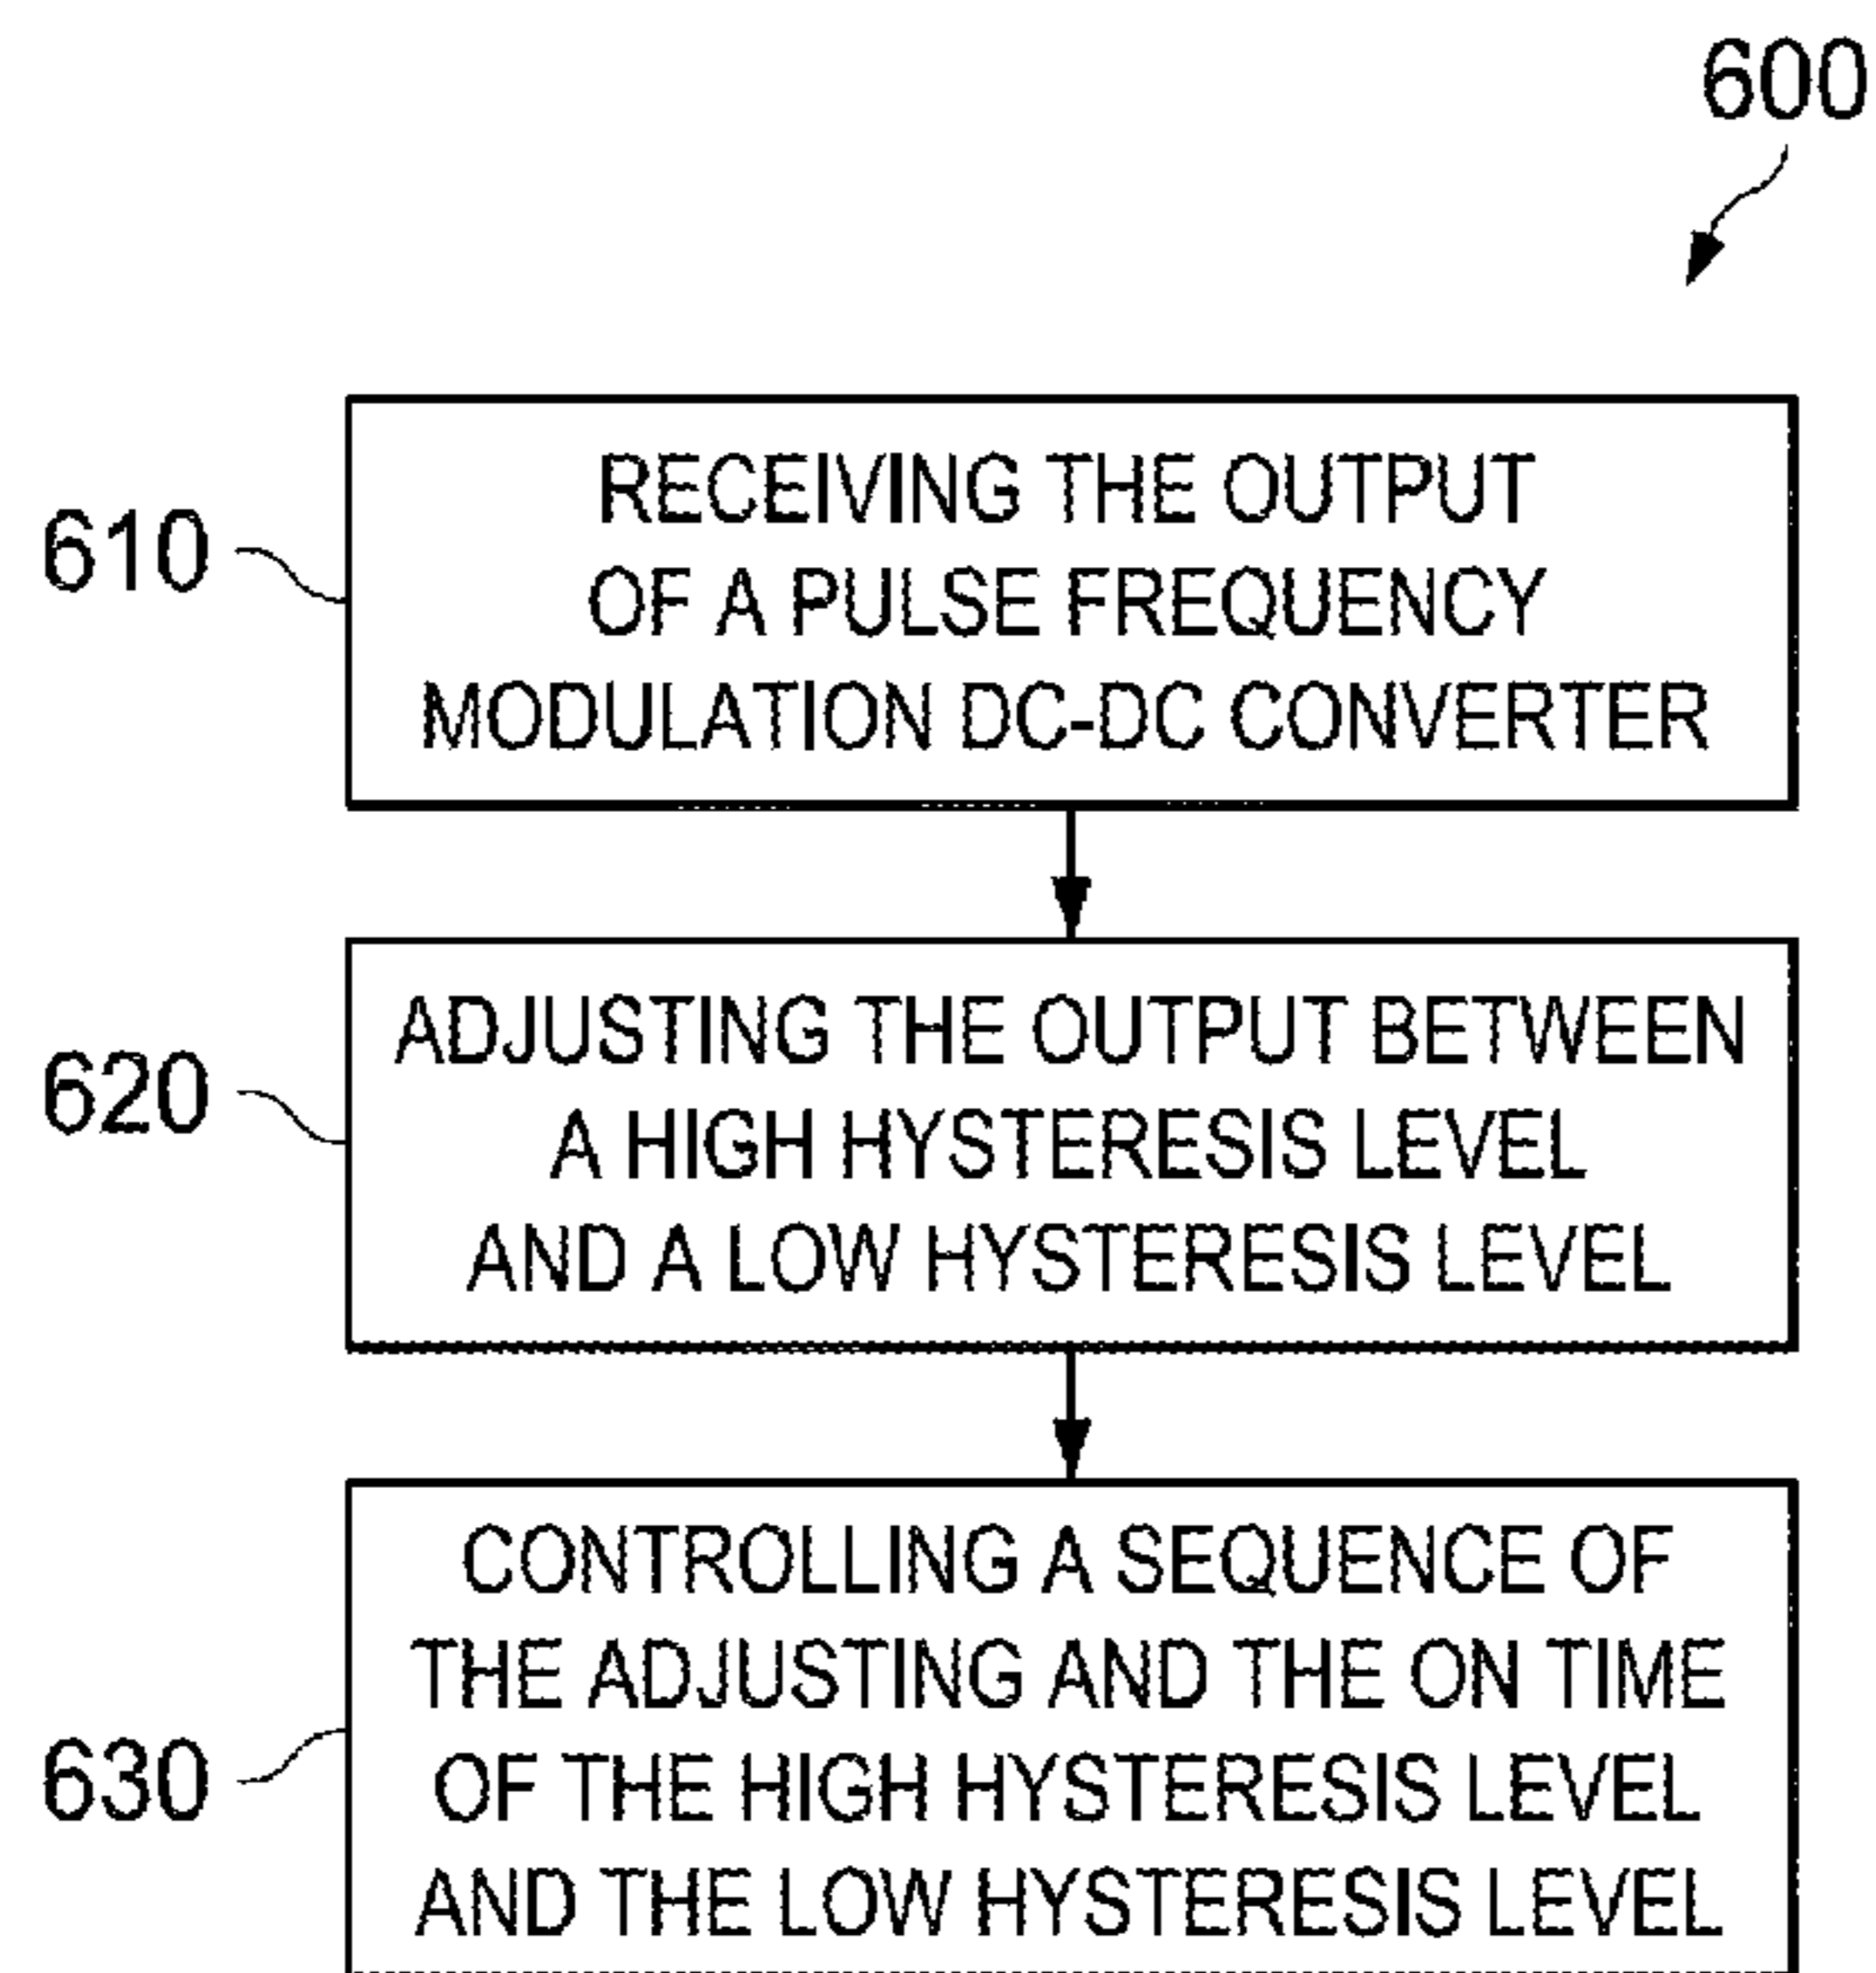 600
610
RECEIVING THE OUTPUT
OF A PULSE FREQUENCY
MODULATION DC-DC CONVERTER
620
ADJUSTING THE OUTPUT BETWEEN
A HIGH HYSTERESIS LEVEL
AND A LOW HYSTERESIS LEVEL
630
CONTROLLING A SEQUENCE OF
THE ADJUSTING AND THE ON TIME
OF THE HIGH HYSTERESIS LEVEL
AND THE LOW HYSTERESIS LEVEL